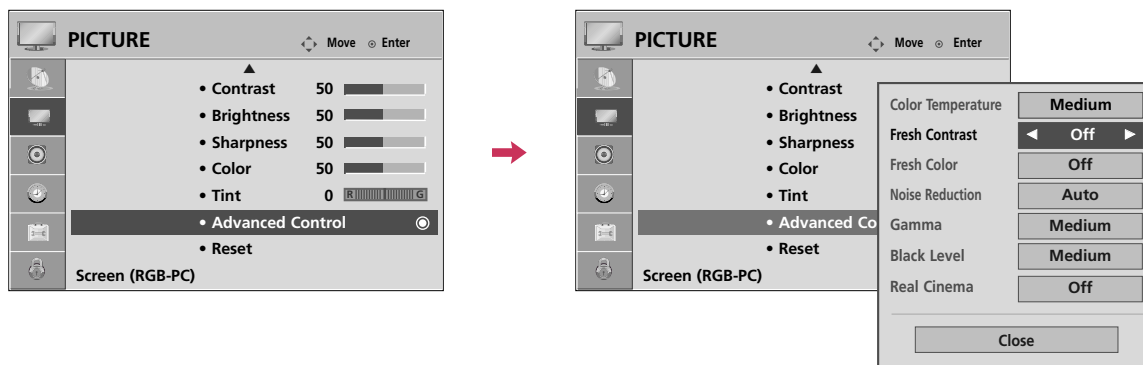 PICTURE
Move Enter
• Contrast 50
• Brightness 50
• Sharpness 50
• Color 50
• Tint 0 R G
• Advanced Control
• Reset
Screen (RGB-PC)
PICTURE
Move Enter
• Contrast
• Brightness
• Sharpness
• Color
• Tint
• Advanced Co
• Reset
Screen (RGB-PC)
Color Temperature Medium
Fresh Contrast Off
Fresh Color Off
Noise Reduction Auto
Gamma Medium
Black Level Medium
Real Cinema Off
Close